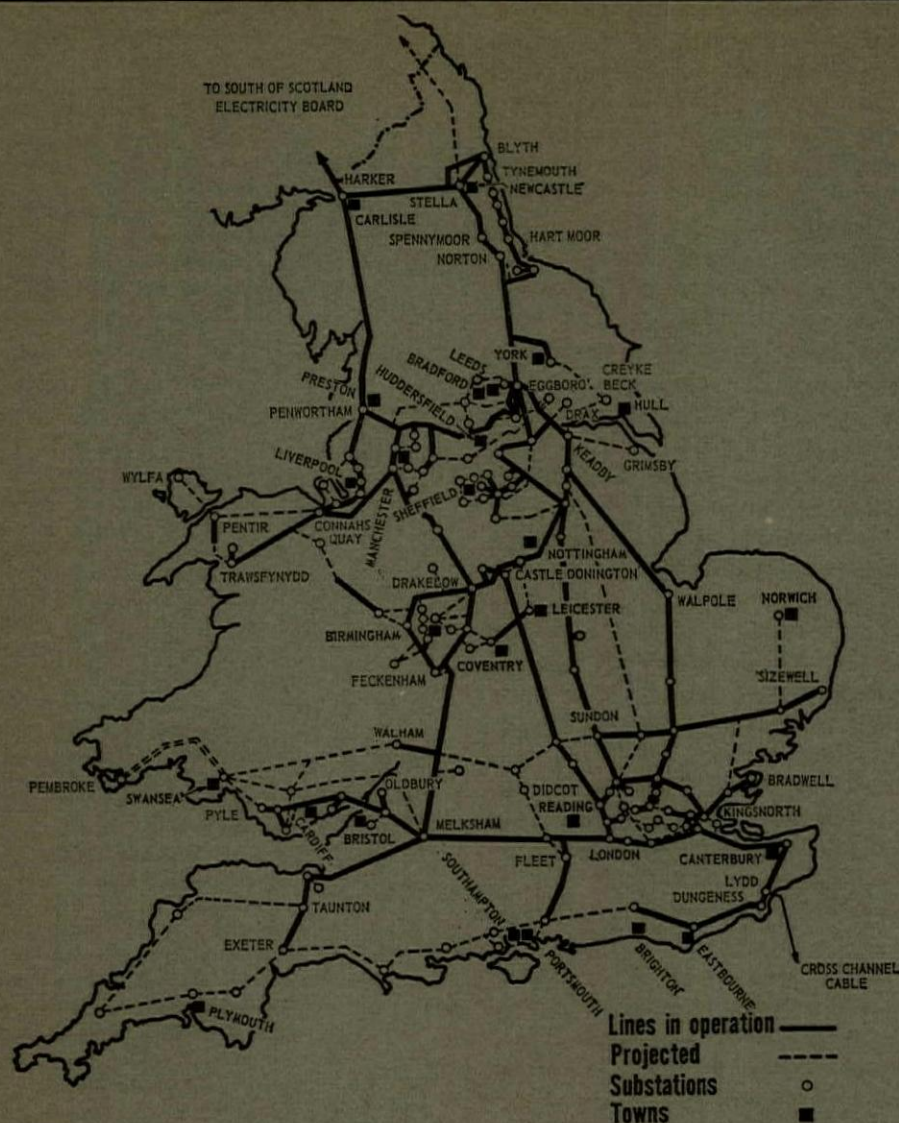 TO SOUTH OF SCOTLAND
ELECTRICITY BOARD
BLYTH
TYNEMOUTH
NEWCASTLE
HARKER
STELLA
CARLISLE
SPENNYMOOR
HART MOOR
NORTON
YORK
LEEDS
BRADFORD
HUDDERSFIELD
EGGBORO'
CREYKE
BECK
DRAX
HULL
PRESTON
PENWORTHAM
KEADBY
GRIMSBY
LIVERPOOL
WYLFA
MANCHESTER
SHEFFIELD
PENTIR
CONNAHS
QUAY
TRAWSFYNYDD
NOTTINGHAM
CASTLE DONINGTON
DRAKELOW
LEICESTER
WALPOLE
NORWICH
BIRMINGHAM
COVENTRY
FECKENHAM
SIZEWELL
SUNDON
WALHAM
PEMBROKE
SWANSEA
OLDBURY
DIDCOT
BRADWELL
PYLE
READING
KINGSNORTH
CARDIFF
BRISTOL
MELKSHAM
FLEET
LONDON
CANTERBURY
SOUTHAMPTON
LYDD
DUNGENESS
TAUNTON
EXETER
PORTSMOUTH
BRIGHTON
EASTBOURNE
CROSS CHANNEL
CABLE
PLYMOUTH
Lines in operation
Projected
Substations
Towns